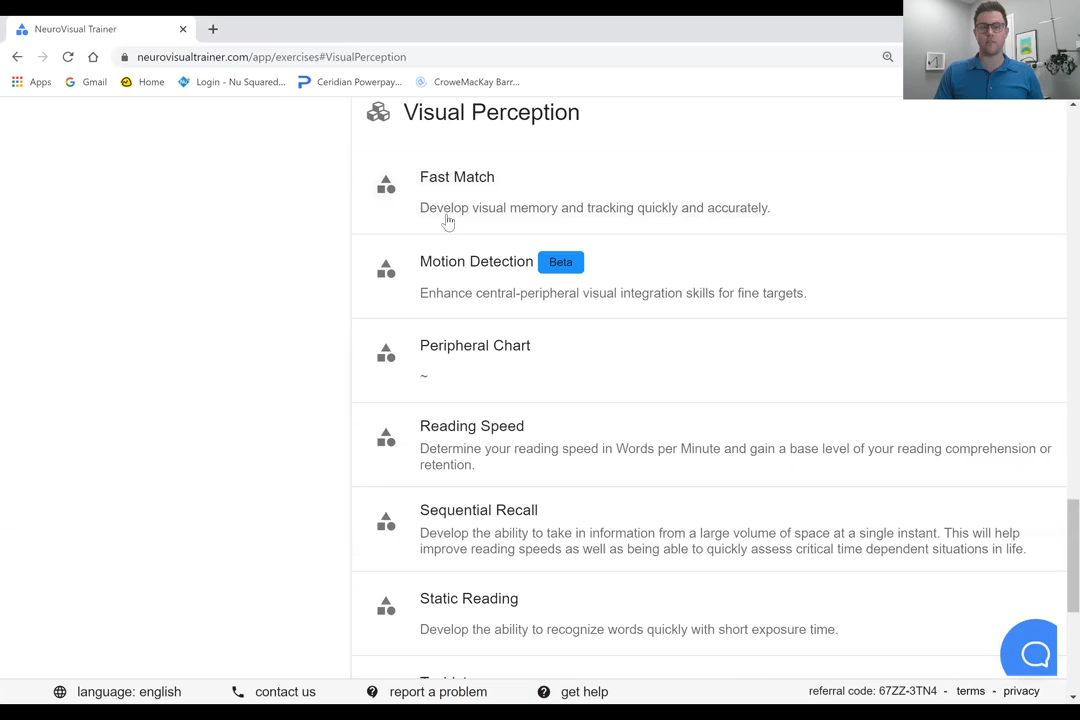 NeuroVisual Trainer
neurovisualtrainer.com/app/exercises#VisualPerception
Apps
Gmail
Home
Login - Nu Squared...
Ceridian Powerpay,...
CroweMacKay Barr...
Visual Perception
Fast Match
Develop visual memory and tracking quickly and accurately.
Motion Detection Beta
Enhance central-peripheral visual integration skills for fine targets.
Peripheral Chart
~
Reading Speed
Determine your reading speed in Words per Minute and gain a base level of your reading comprehension or
retention.
Sequential Recall
Develop the ability to take in information from a large volume of space at a single instant. This will help
improve reading speeds as well as being able to quickly assess critical time dependent situations in life.
Static Reading
Develop the ability to recognize words quickly with short exposure time.
language: english
contact us
report a problem
get help
referral code: 67ZZ-3TN4 - terms - privacy